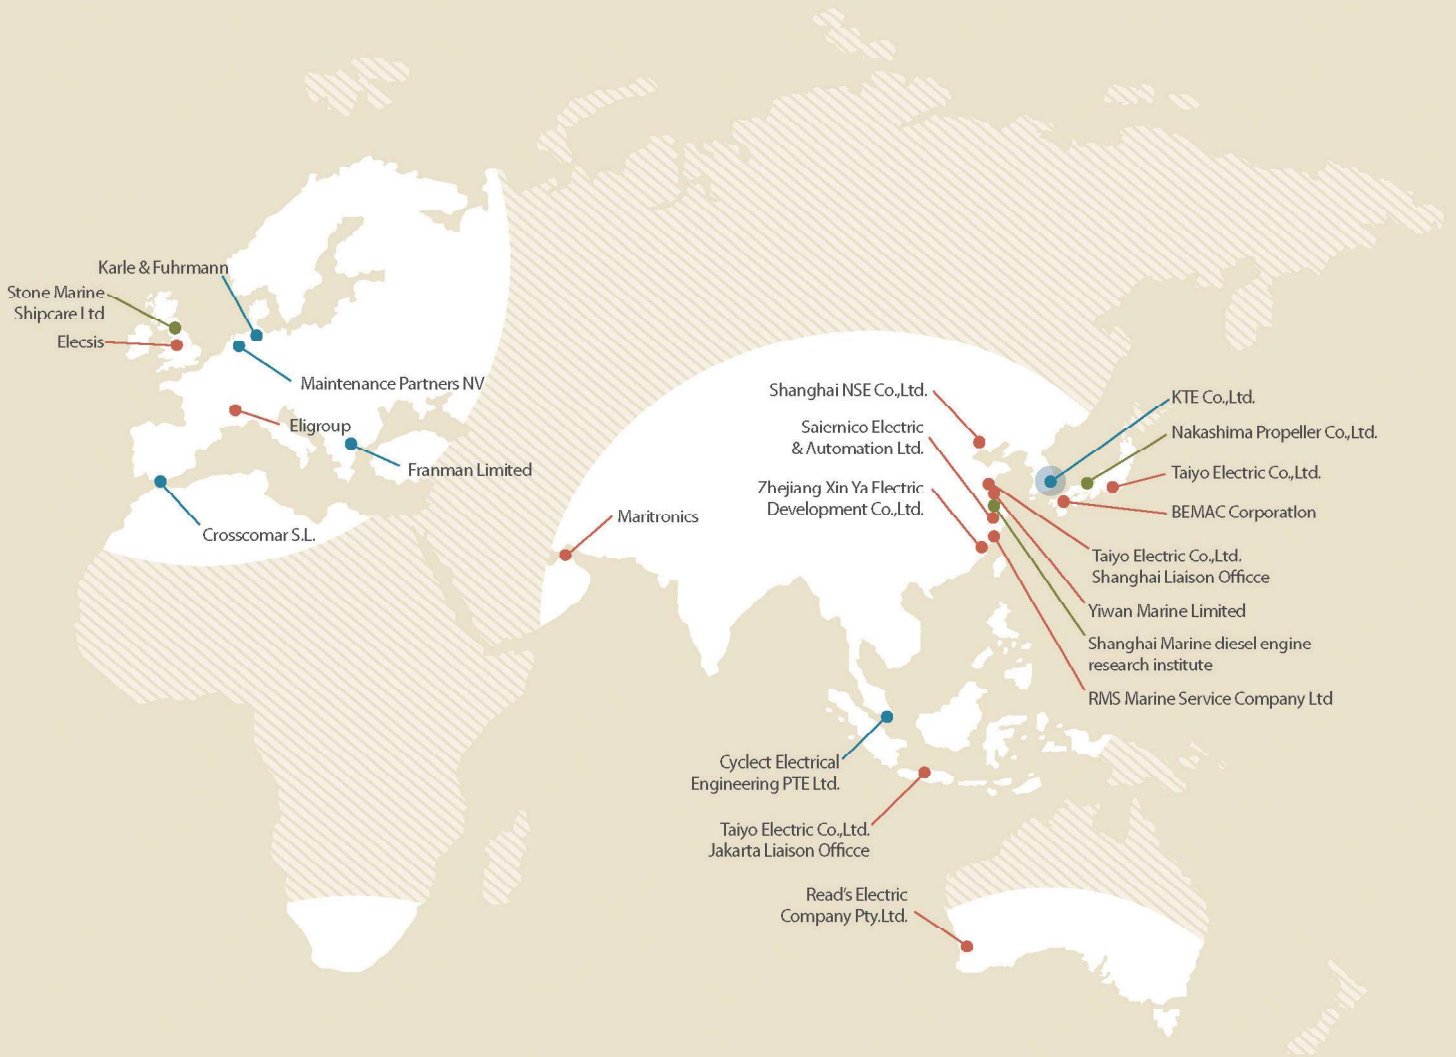 Karle & Fuhrmann
Stone Marine
Shipcare Ltd
Elecsis
Maintenance Partners NV
Eligroup
Franman Limited
Crosscomar S.L.
Maritronics
Shanghai NSE Co.,Ltd.
Saiernico Electric
& Automation Ltd.
Zhejiang Xin Ya Electric
Development Co.,Ltd.
KTE Co.,Ltd.
Nakashima Propeller Co,.Ltd.
Taiyo Electric Co,.Ltd.
BEMAC Corporatlon
Taiyo Electric Co.,Ltd.
Shanghai Liaison Officce
Yiwan Marine Limited
Shanghai Marine diesel engine
research institute
RMS Marine Service Company Ltd
Cyclect Electrical
Engineering PTE Ltd.
Taiyo Electric Co.,Ltd.
Jakarta Liaison Officce
Read's Electric
Company Pty.Ltd.